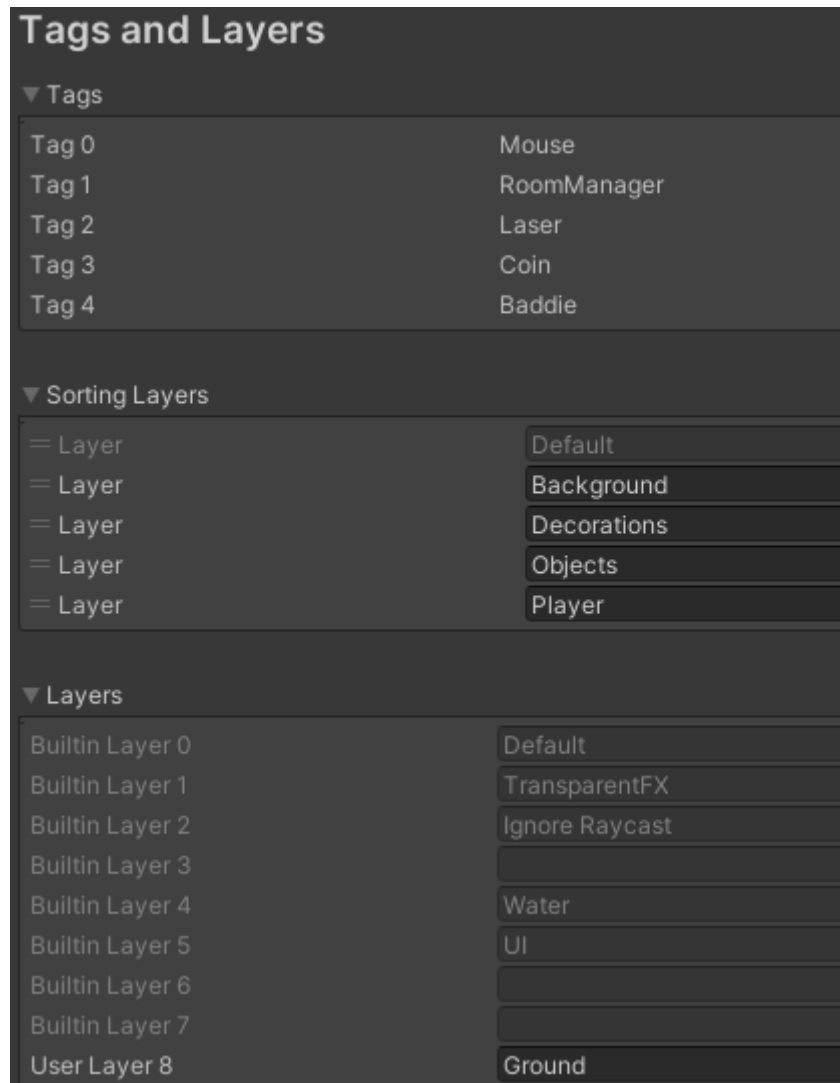 Tags and Layers
Tags
Tag 0 Mouse
Tag 1 RoomManager
Tag 2 Laser
Tag 3 Coin
Tag 4 Baddie
Sorting Layers
Layer Default
Layer Background
Layer Decorations
Layer Objects
Layer Player
Layers
Builtin Layer 0 Default
Builtin Layer 1 TransparentFX
Builtin Layer 2 Ignore Raycast
Builtin Layer 3
Builtin Layer 4 Water
Builtin Layer 5 UI
Builtin Layer 6
Builtin Layer 7
User Layer 8 Ground